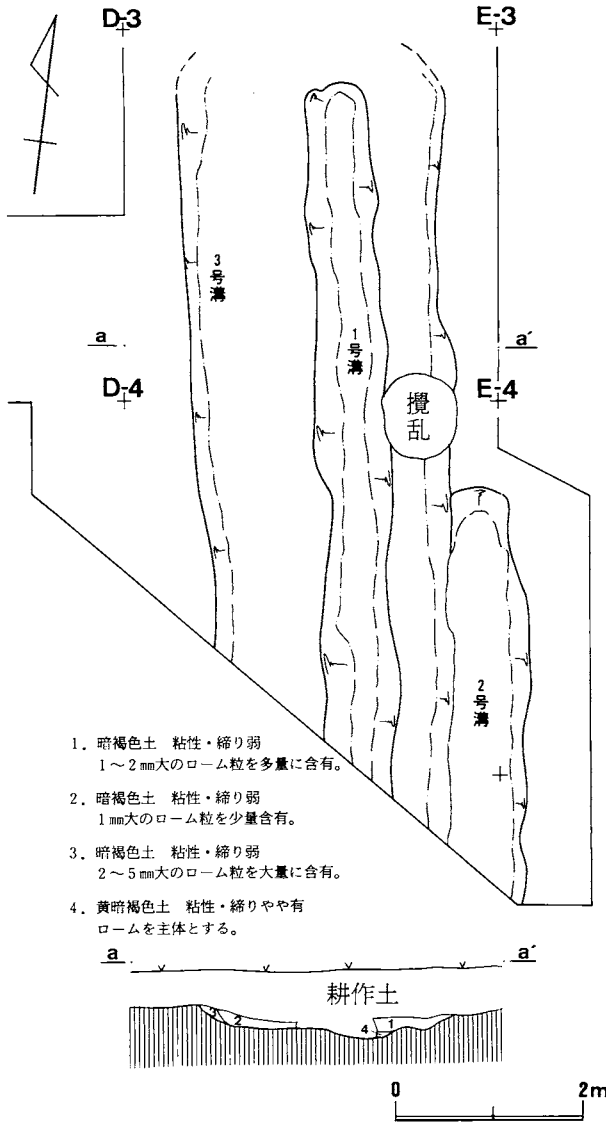 D-3
E-3
3号溝
1号溝
a
a´
D-4
E-4
攪乱
2号溝
1. 暗褐色土 粘性・締り弱
1～2㎜大のローム粒を多量に含有。
2. 暗褐色土 粘性・締り弱
1㎜大のローム粒を少量含有。
3. 暗褐色土 粘性・締り弱
2～5㎜大のローム粒を大量に含有。
4. 黄暗褐色土 粘性・締りやや有
ロームを主体とする。
a
a´
耕作土
3
2
4
1
0
2m